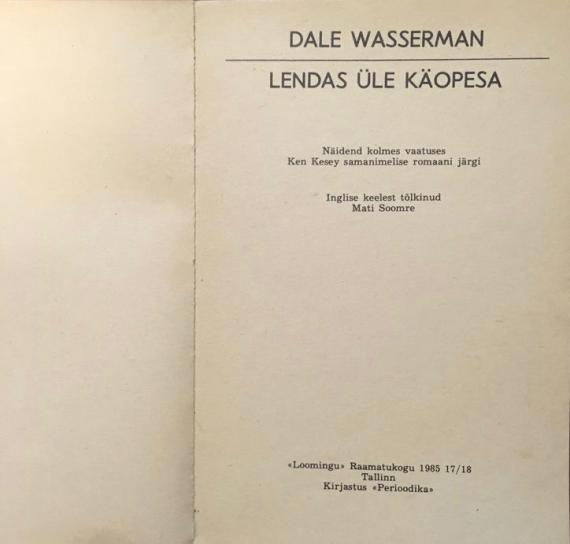 DALE WASSERMAN
LENDAS ÜLE KÄOPESA
Näidend kolmes vaatuses
Ken Kesey samanimelise romaani järgi
Inglise keelest tõlkinud
Mati Soomre
«Loomingu» Raamatukogu 1985 17/18
Tallinn
Kirjastus «Perioodika»